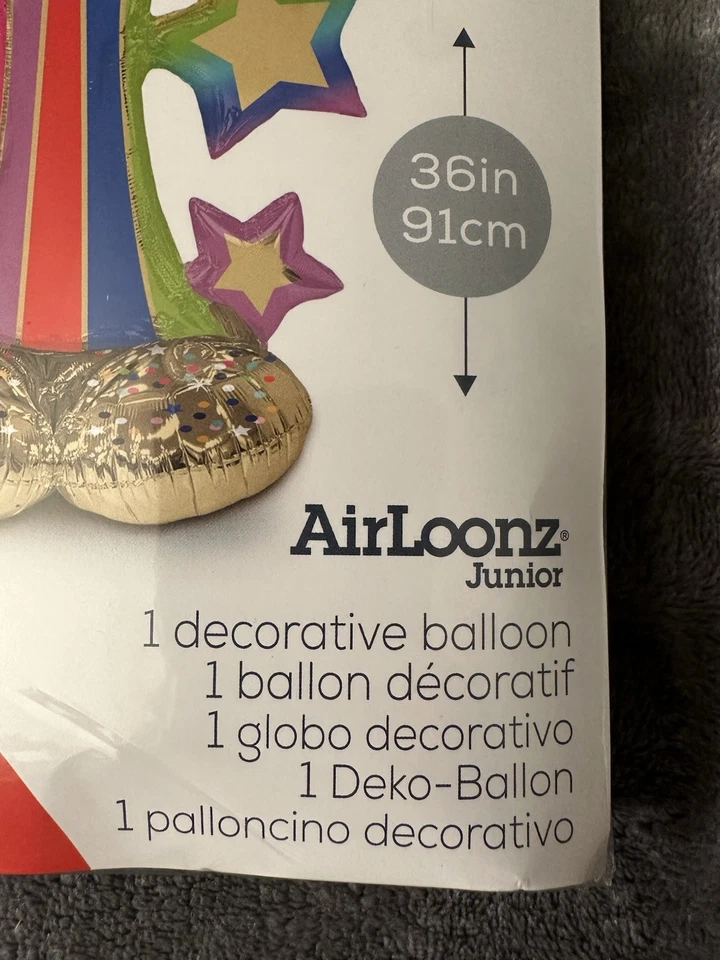 36in
91cm
AirLoonz®
Junior
1 decorative balloon
1 ballon décoratif
1 globo decorativo
1 Deko-Ballon
1 palloncino decorativo